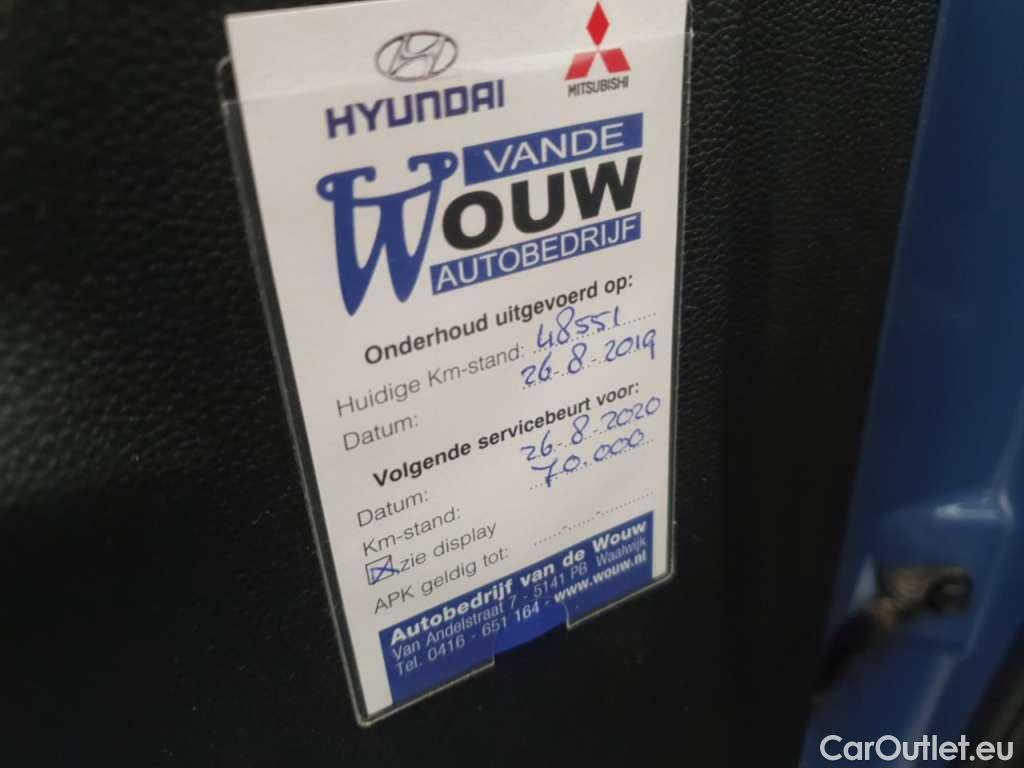 HYUNDAI
MITSUBISHI
VANDE
WOUW
AUTOBEDRIJF
Onderhoud uitgevoerd op:
Huidige Km-stand: 48551
Datum: 26-8-2019
Volgende servicebeurt voor:
Datum: 26-8-2020
Km-stand: 70.000
zie display
APK geldig tot: ......-......-............
Autobedrijf van de Wouw
Van Andelstraat 7 - 5141 PB Waalwijk
Tel. 0416 - 651 164 - www.wouw.nl
CarOutlet.eu